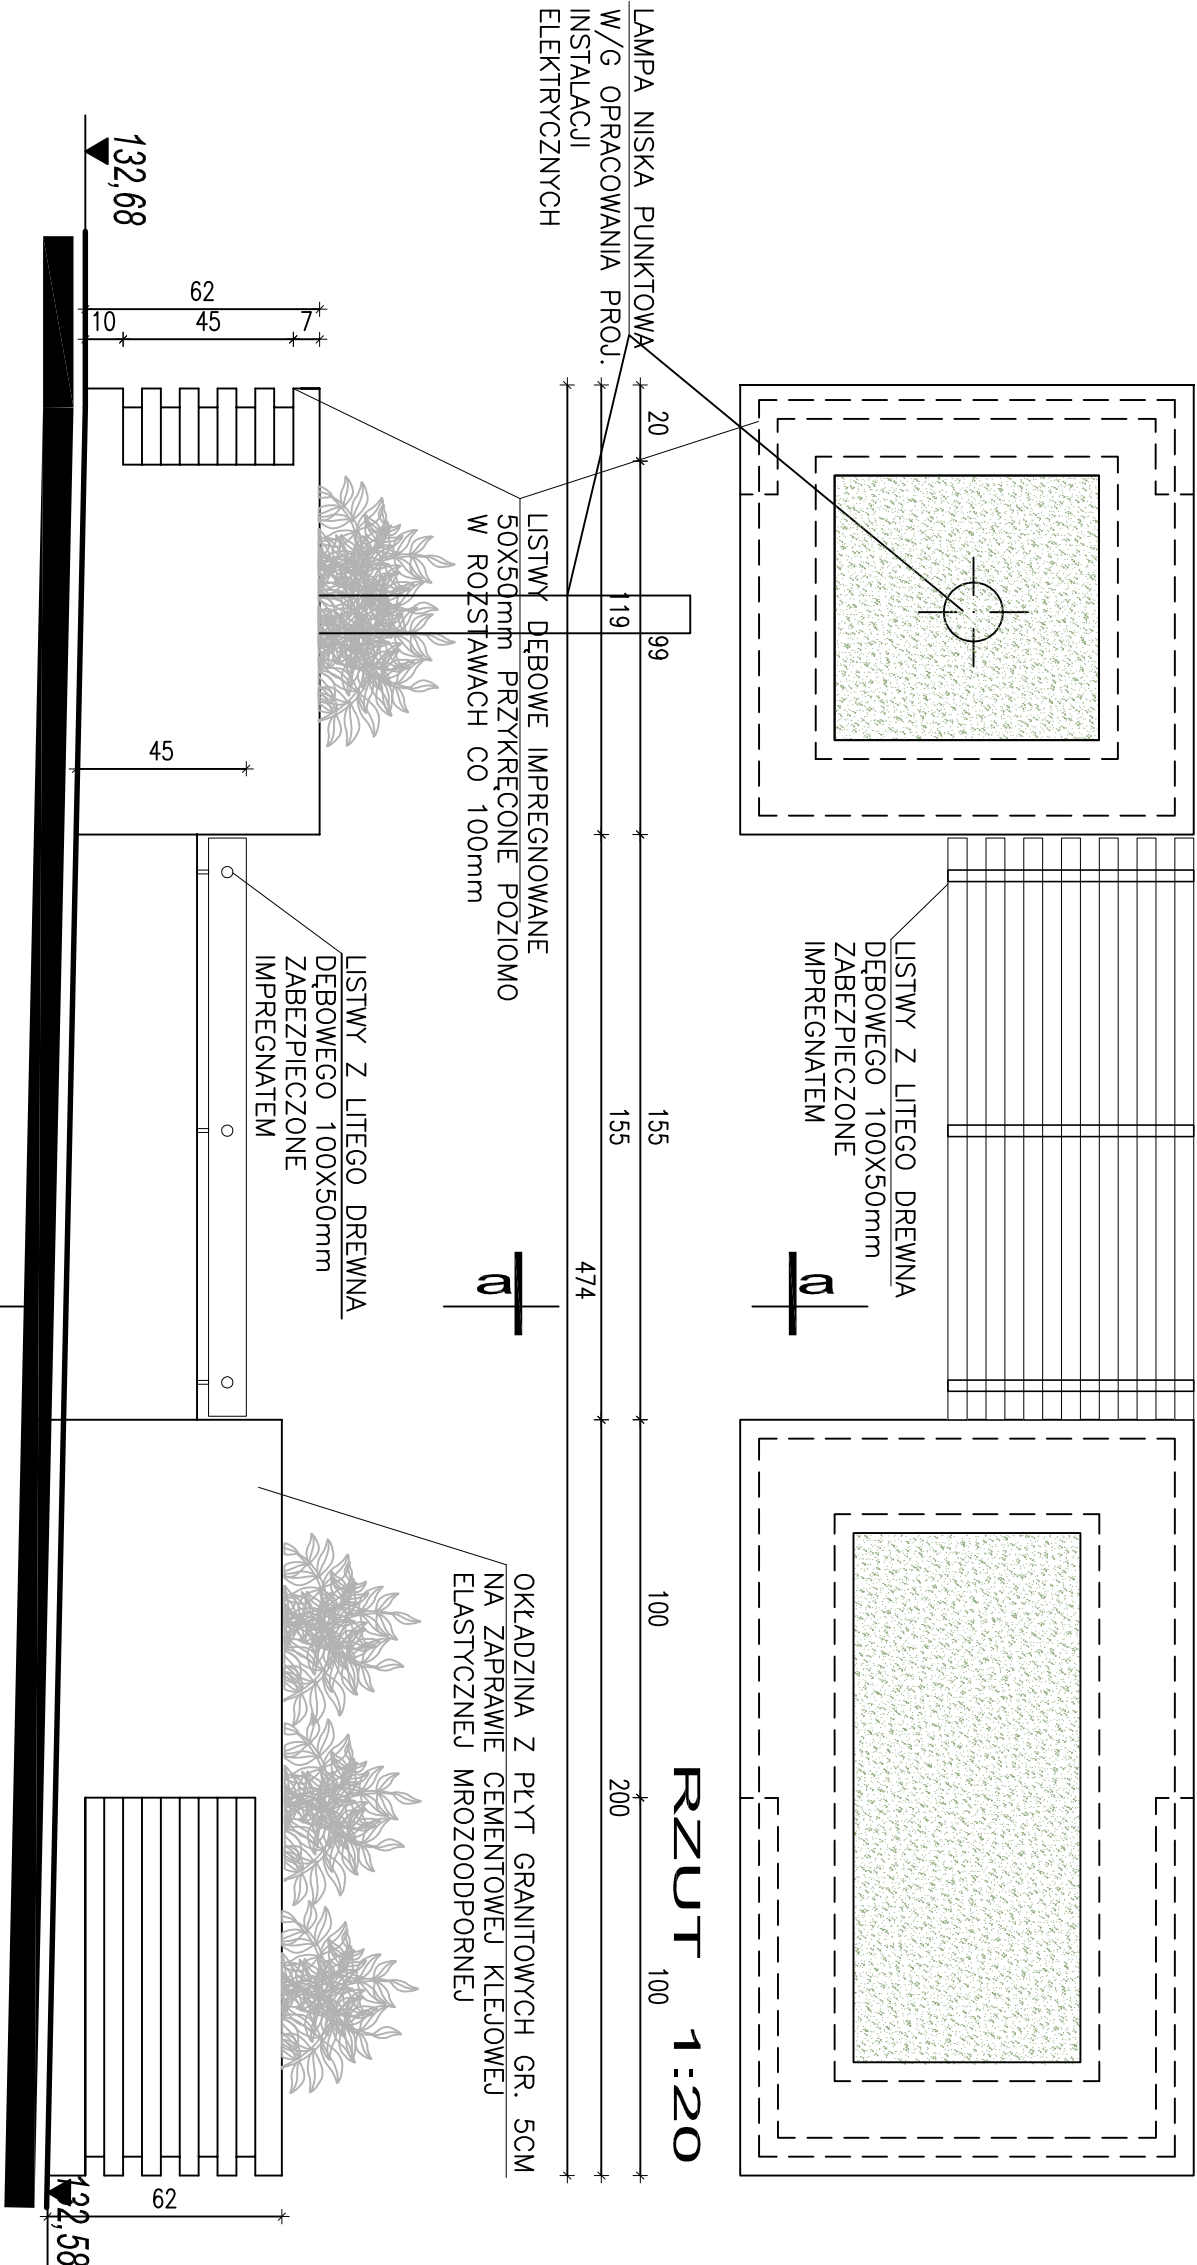 LAMPA NISKA PUNKTOWA
W/G OPRACOWANIA PROJ.
INSTALACJI
ELEKTRYCZNYCH
LISTWY Z LITEGO DREWNA
DĘBOWEGO 100X50mm
ZABEZPIECZONE
IMPREGNATEM
a
a
RZUT 1:20
20
99
155
100
100
119
155
200
474
LISTWY DĘBOWE IMPREGNOWANE
50X50mm PRZYKRĘCONE POZIOMO
W ROZSTAWACH CO 100mm
OKŁADZINA Z PŁYT GRANITOWYCH GR. 5CM
NA ZAPRAWIE CEMENTOWEJ KLEJOWEJ
ELASTYCZNEJ MROZOODPORNEJ
LISTWY Z LITEGO DREWNA
DĘBOWEGO 100X50mm
ZABEZPIECZONE
IMPREGNATEM
62
10
45
7
45
62
132,68
132,58